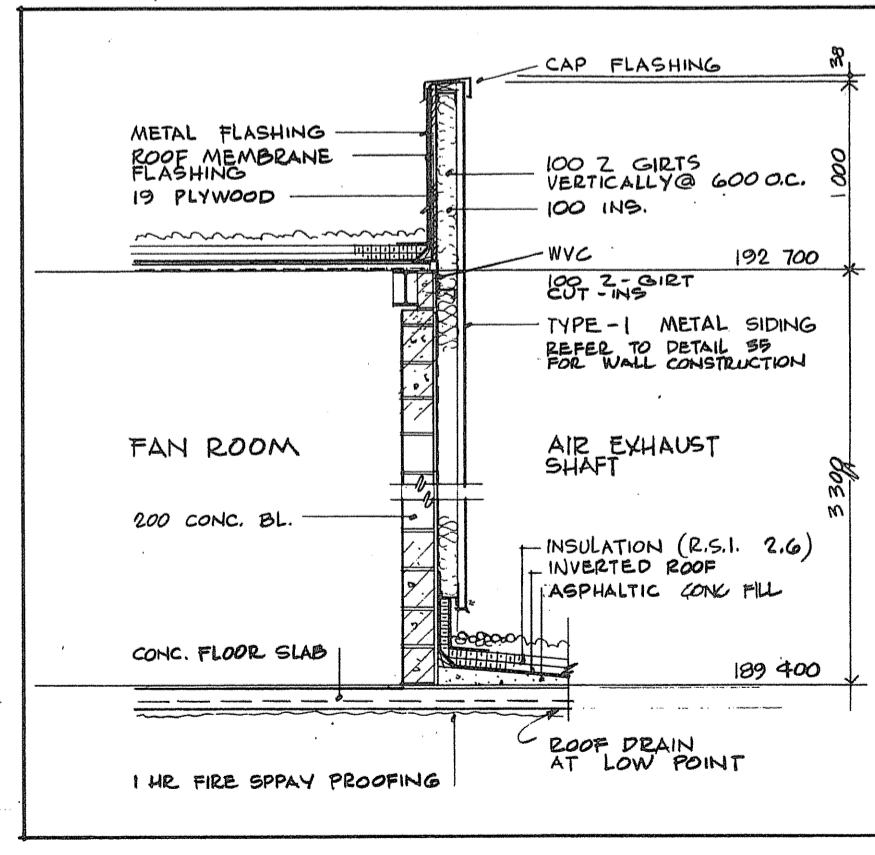 CAP FLASHING
38
METAL FLASHING
ROOF MEMBRANE
FLASHING
19 PLYWOOD
100 Z GIRTS
VERTICALLY @ 600 O.C.
100 INS.
1000
WVC
192 700
100 Z-GIRT
CUT-INS
TYPE-1 METAL SIDING
REFER TO DETAIL 35
FOR WALL CONSTRUCTION
FAN ROOM
AIR EXHAUST
SHAFT
3 300
200 CONC. BL.
INSULATION (R.S.I. 2.6)
INVERTED ROOF
ASPHALTIC CONC FILL
CONC. FLOOR SLAB
189 400
ROOF DRAIN
AT LOW POINT
1 HR FIRE SPPAY PROOFING